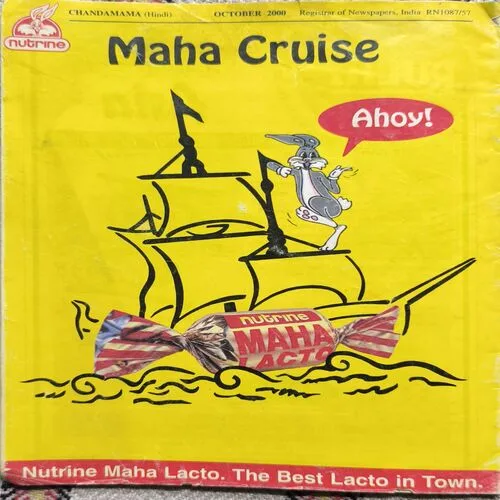 CHANDAMAMA (Hindi) OCTOBER 2000 Registrar of Newspapers, India RN1087/57
nutrine
Maha Cruise
Ahoy!
nutrine
MAHA
LACTO
Nutrine Maha Lacto. The Best Lacto in Town.